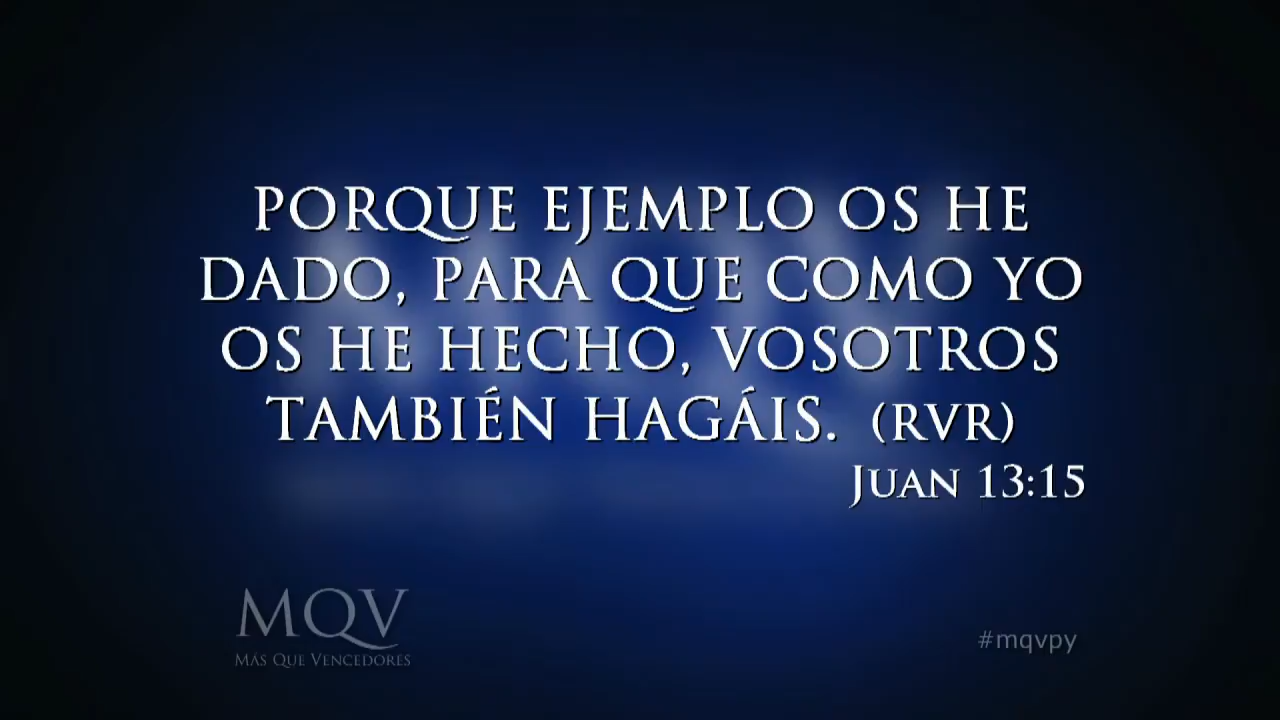 PORQUE EJEMPLO OS HE
DADO, PARA QUE COMO YO
OS HE HECHO, VOSOTROS
TAMBIÉN HAGÁIS. (RVR)
JUAN 13:15
MQV
MÁS QUE VENCEDORES
#mqvpy